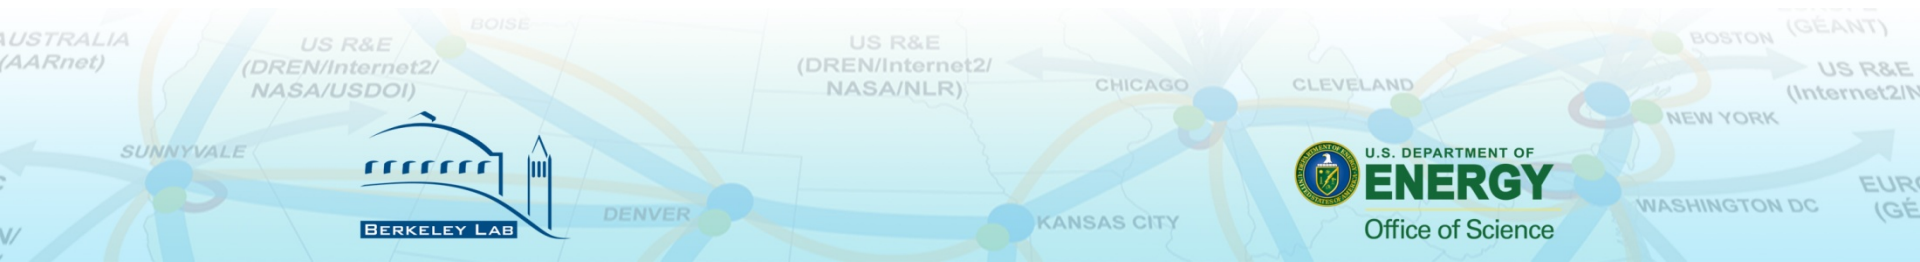 AUSTRALIA
(AARnet)
US R&E
(DREN/Internet2/
NASA/USDOI)
BOISE
US R&E
(DREN/Internet2/
NASA/NLR)
CHICAGO
CLEVELAND
BOSTON
(GÉANT)
US R&E
(Internet2/N
NEW YORK
SUNNYVALE
DENVER
KANSAS CITY
WASHINGTON DC
EURO
(GÉ
BERKELEY LAB
U.S. DEPARTMENT OF
ENERGY
Office of Science